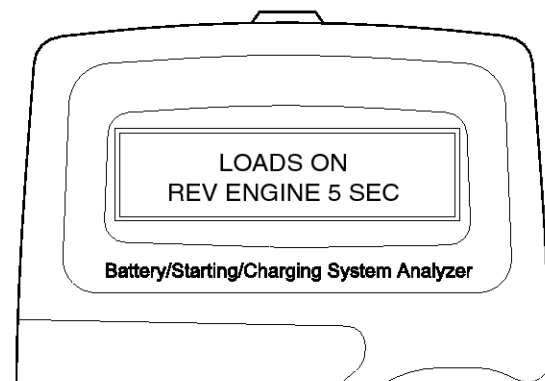 LOADS ON
REV ENGINE 5 SEC
Battery/Starting/Charging System Analyzer